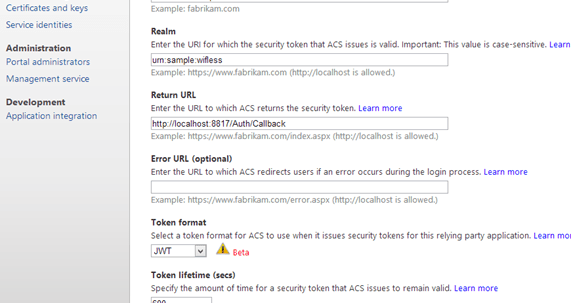 Certificates and keys
Service identities
Administration
Portal administrators
Management service
Development
Application integration
Example: fabrikam.com
Realm
Enter the URI for which the security token that ACS issues is valid. Important: This value is case-sensitive. Learn
urn:sample:wifless
Example: https://www.fabrikam.com (http://localhost is allowed.)
Return URL
Enter the URL to which ACS returns the security token. Learn more
http://localhost:8817/Auth/Callback
Example: https://www.fabrikam.com/index.aspx (http://localhost is allowed.)
Error URL (optional)
Enter the URL to which ACS redirects users if an error occurs during the login process. Learn more
Example: https://www.fabrikam.com/error.aspx (http://localhost is allowed.)
Token format
Select a token format for ACS to use when it issues security tokens for this relying party application. Learn mo
JWT Beta
Token lifetime (secs)
Specify the amount of time for a security token that ACS issues to remain valid. Learn more